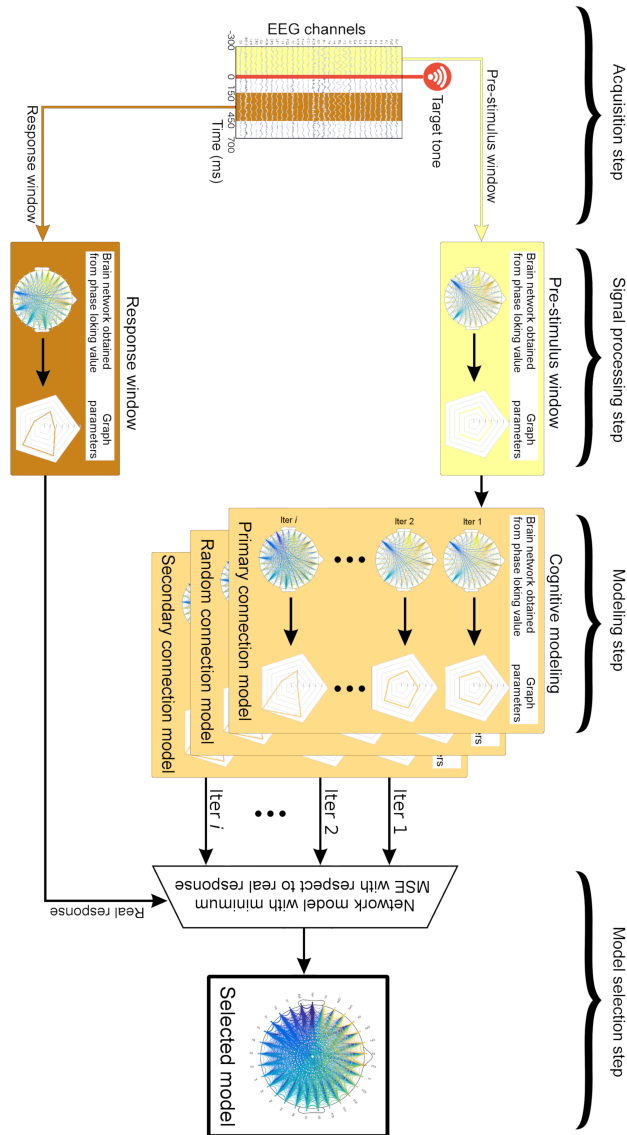 Acquisition step
Signal processing step
Modeling step
Model selection step
EEG channels
-300
0
150
450
700
Time (ms)
Target tone
Pre-stimulus window
Response window
Pre-stimulus window
Brain network obtained
from phase loking value
Graph
parameters
Response window
Brain network obtained
from phase loking value
Graph
parameters
Cognitive modeling
Brain network obtained
from phase loking value
Graph
parameters
Iter 1
Iter 2
Iter i
Primary connection model
Random connection model
Secondary connection model
Iter 1
Iter 2
Iter i
Real response
Network model with minimum
MSE with respect to real response
Selected model